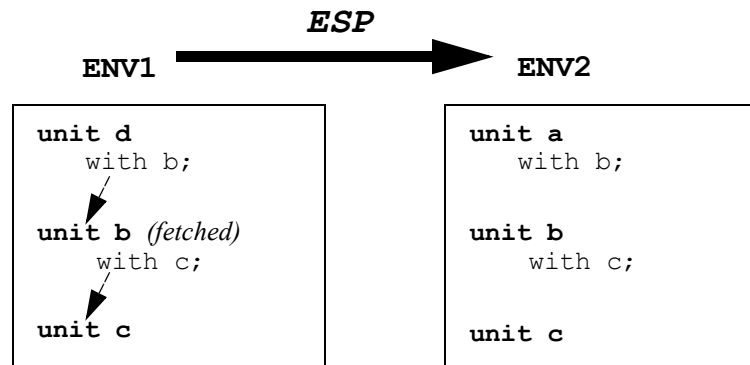 ESP
ENV1 ENV2
unit d
with b;
unit b (fetched)
with c;
unit c
unit a
with b;
unit b
with c;
unit c